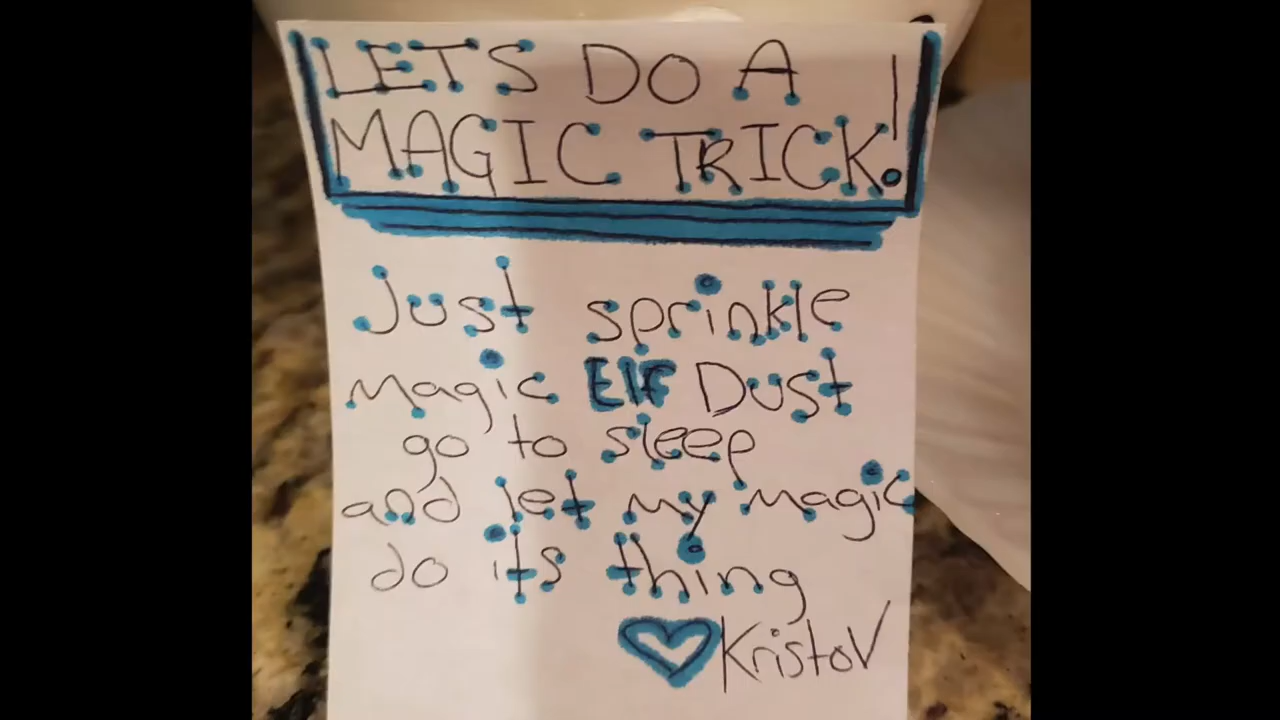 LETS DO A
MAGIC TRICK!
Just sprinkle
magic Elf Dust
go to sleep
and let my magic
do its thing
KristoV